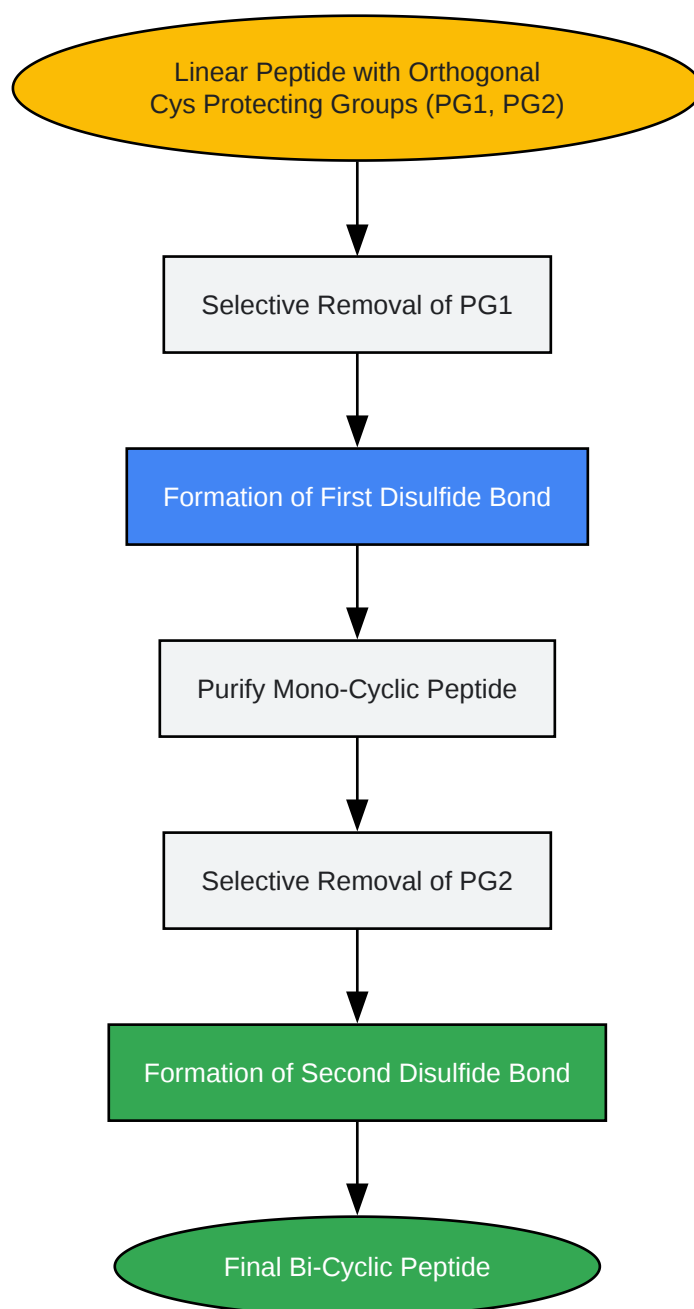 Linear Peptide with Orthogonal
Cys Protecting Groups (PG1, PG2)
Selective Removal of PG1
Formation of First Disulfide Bond
Purify Mono-Cyclic Peptide
Selective Removal of PG2
Formation of Second Disulfide Bond
Final Bi-Cyclic Peptide